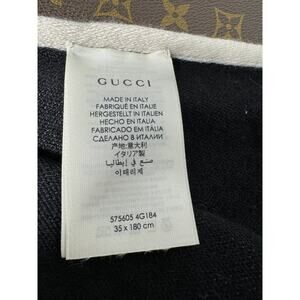 GUCCI
MADE IN ITALY
FABRIQUÉ EN ITALIE
HERGESTELLT IN ITALIEN
HECHO EN ITALIA
FABRICADO EM ITÁLIA
СДЕЛАНО В ИТАЛИИ
产地:意大利
イタリア製
صنع في إيطاليا
이태리제
575605 4G184
35 x 180 cm